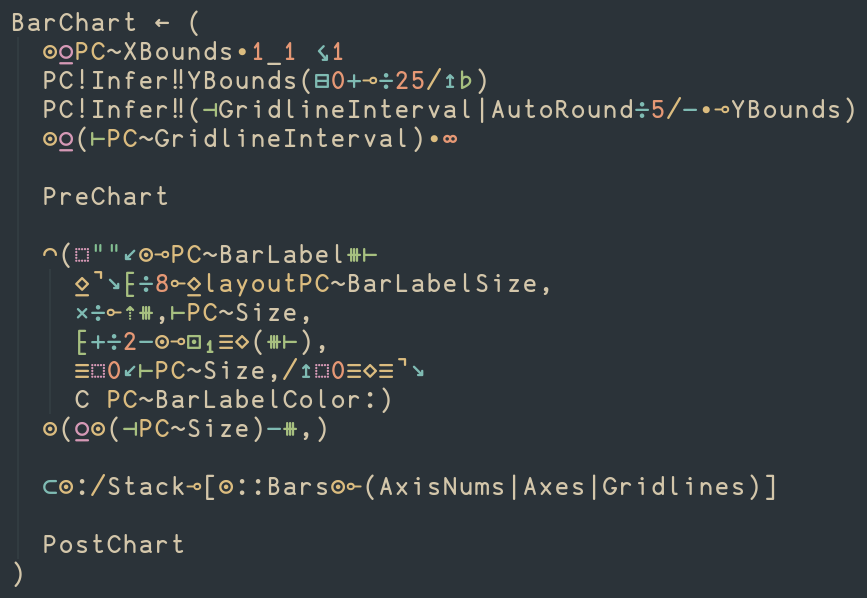 BarChart ← (
  ⊙⍜PC~XBounds•1_1 ⤹1
  PC!Infer‼YBounds(⊟0+⊸÷25/↥♭)
  PC!Infer‼(⊣GridlineInterval|AutoRound÷5/-•⊸YBounds)
  ⊙⍜(⊢PC~GridlineInterval)•∞

  PreChart

  ◠(⬚""↙⊙⊸PC~BarLabel⧻⊢
    ⍚⌝↘⁅÷8⊷⍚layoutPC~BarLabelSize,
    ×÷⊷⇡⧻,⊢PC~Size,
    ⁅+÷2-⊙⊸⊡₁≡◇(⧻⊢),
    ≡⬚0↙⊢PC~Size,/↥⬚0≡◇≡⌝↘
    C PC~BarLabelColor:)
  ⊙(⍜⊙(⊣PC~Size)-⧻,)

  ⊂⊙:/Stack⊸[⊙::Bars⊙⊷(AxisNums|Axes|Gridlines)]

  PostChart
)